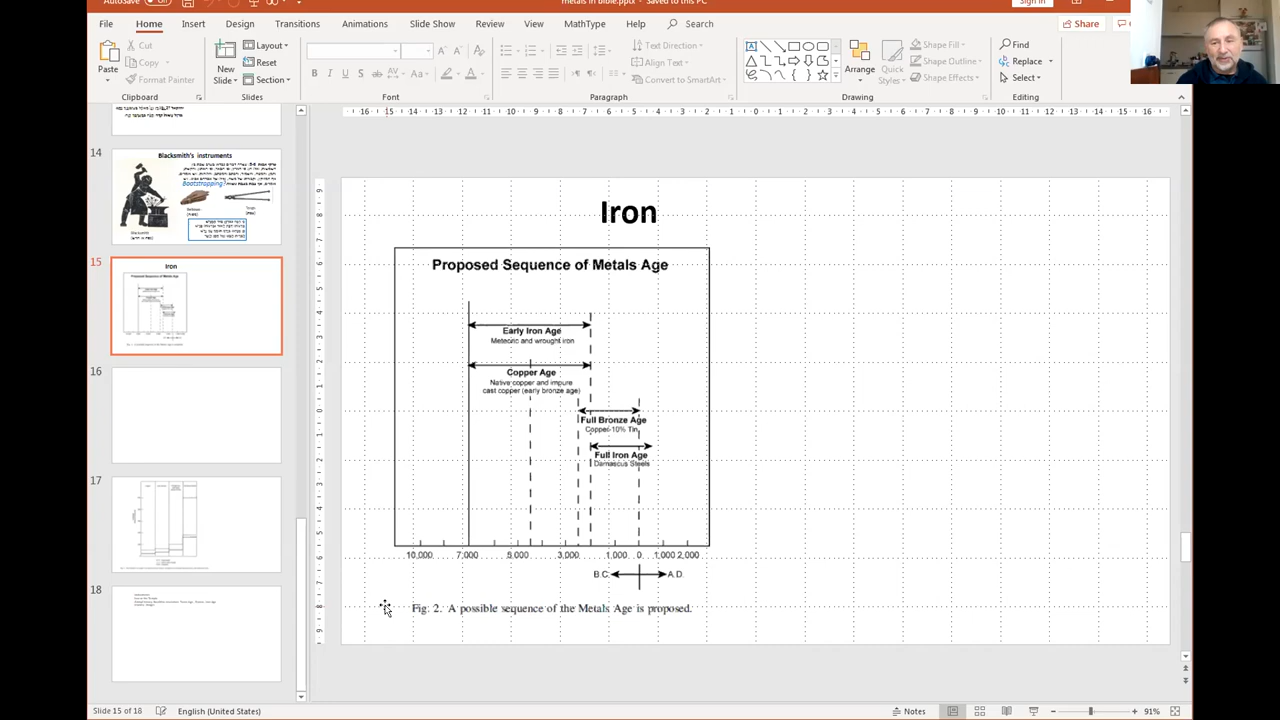 AutoSave
Off
metals in bible.pptx - Saved to this PC
Sign in
File Home Insert Design Transitions Animations Slide Show Review View MathType Help Search Share
Cut
Copy
Format Painter
Paste
Clipboard
New
Slide
Layout
Reset
Section
Slides
Font
Text Direction
Align Text
Convert to SmartArt
Paragraph
Arrange
Quick
Styles
Shape Fill
Shape Outline
Shape Effects
Drawing
Find
Replace
Select
Editing
14
Blacksmith's instruments
Bootstrapping?
15
Iron
Proposed Sequence of Metals Age
16
17
18
Iron
Proposed Sequence of Metals Age
Early Iron Age
Meteoric and wrought iron
Copper Age
Native copper and impure
cast copper (early bronze age)
Full Bronze Age
Copper-10% Tin
Full Iron Age
Damascus Steels
10,000 7,000 5,000 3,000 1,000 0 1,000 2,000
B.C. A.D.
Fig. 2. A possible sequence of the Metals Age is proposed.
Slide 15 of 18 English (United States) Notes 91%